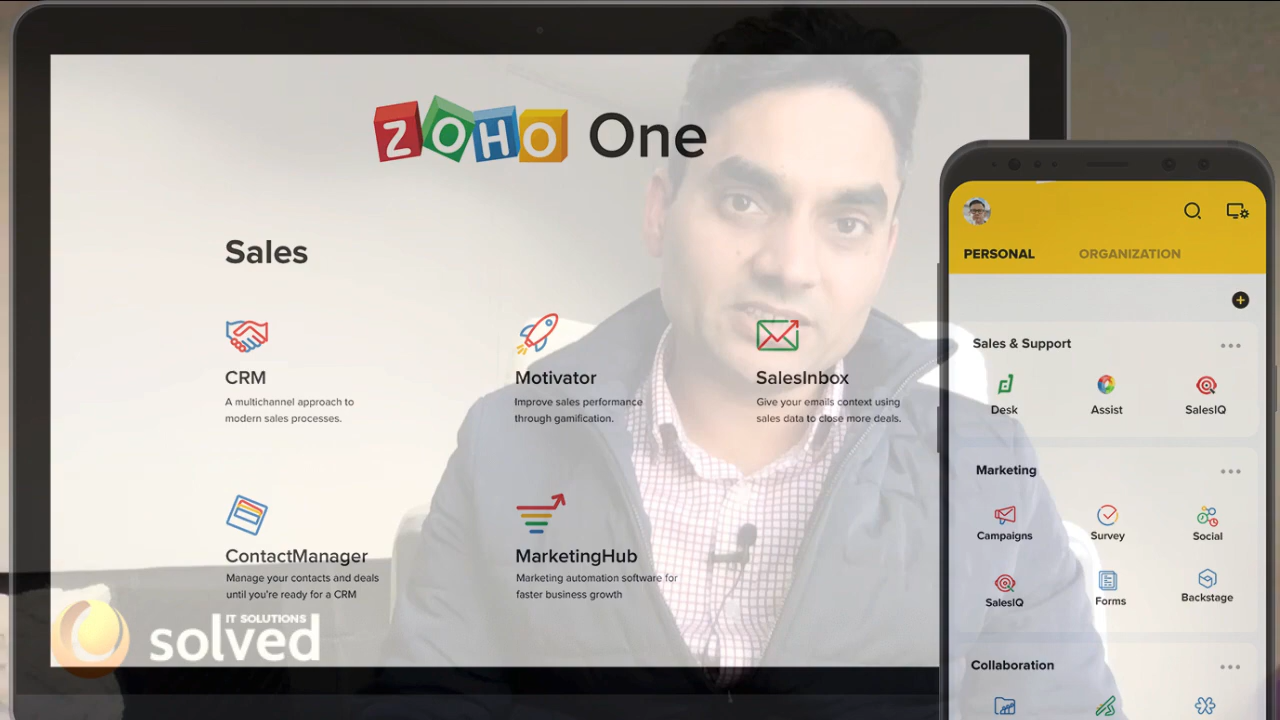 ZOHO One
Sales
CRM
A multichannel approach to
modern sales processes.
Motivator
Improve sales performance
through gamification.
SalesInbox
Give your emails context using
sales data to close more deals.
ContactManager
Manage your contacts and deals
until you're ready for a CRM
MarketingHub
Marketing automation software for
faster business growth
IT SOLUTIONS
solved
PERSONAL
ORGANIZATION
Sales & Support
Desk
Assist
SalesIQ
Marketing
Campaigns
Survey
Social
SalesIQ
Forms
Backstage
Collaboration